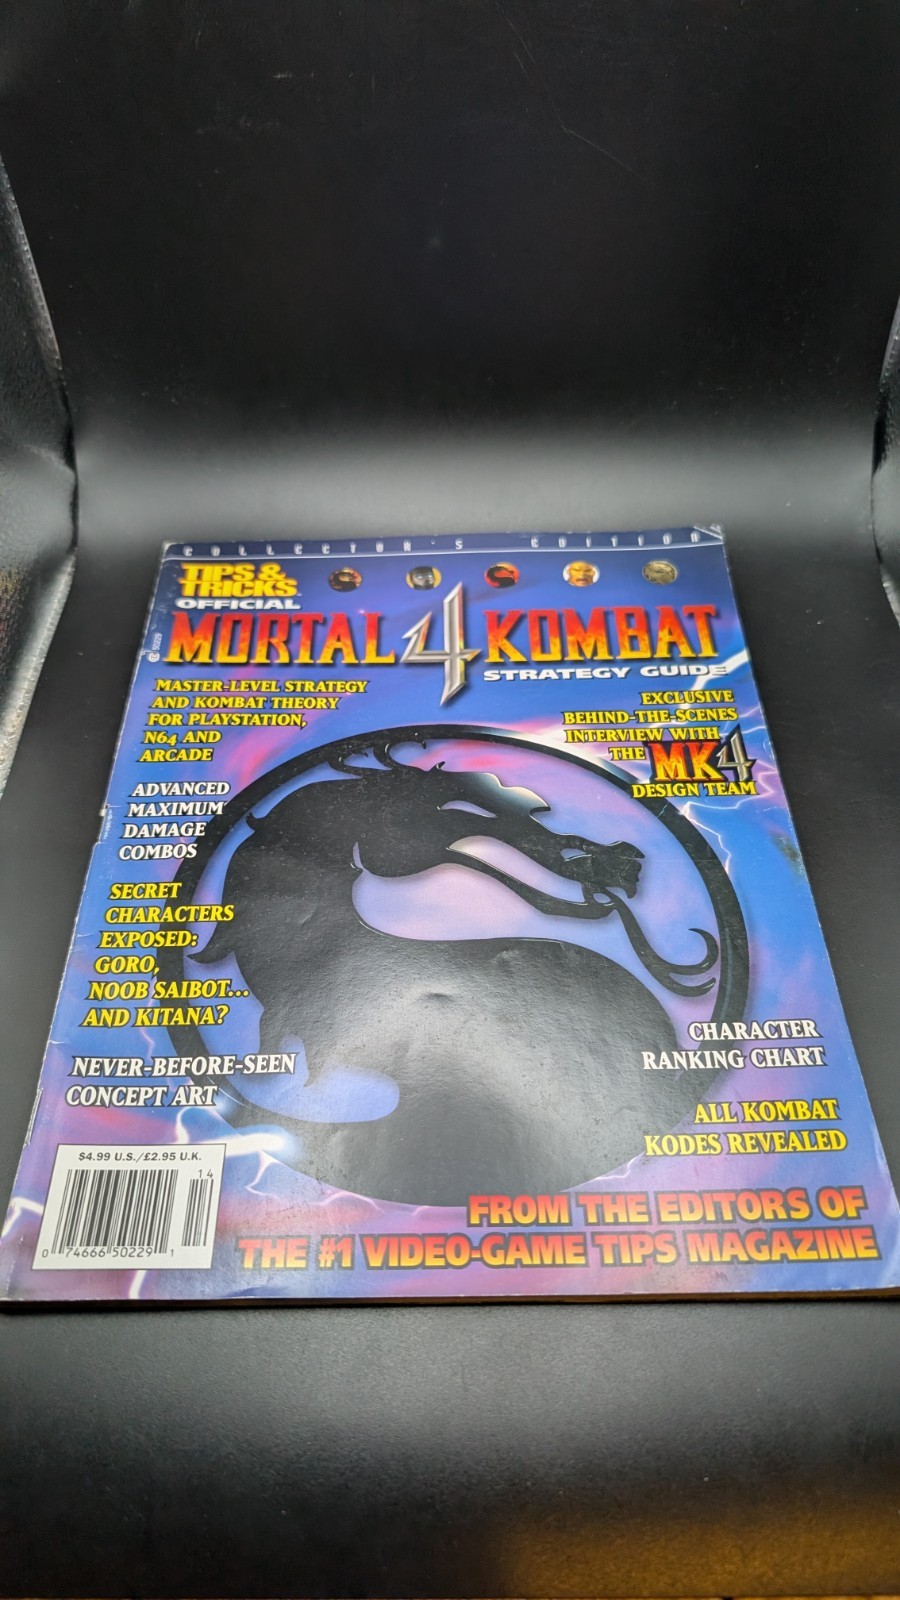 COLLECTOR'S EDITION
TIPS &
TRICKS
OFFICIAL
MORTAL 4 KOMBAT
STRATEGY GUIDE
50229
MASTER-LEVEL STRATEGY
AND KOMBAT THEORY
FOR PLAYSTATION,
N64 AND
ARCADE
EXCLUSIVE
BEHIND-THE-SCENES
INTERVIEW WITH
THE MK4
DESIGN TEAM
ADVANCED
MAXIMUM
DAMAGE
COMBOS
SECRET
CHARACTERS
EXPOSED:
GORO,
NOOB SAIBOT...
AND KITANA?
NEVER-BEFORE-SEEN
CONCEPT ART
CHARACTER
RANKING CHART
ALL KOMBAT
KODES REVEALED
$4.99 U.S./£2.95 U.K.
14
0 74666 50229 1
FROM THE EDITORS OF
THE #1 VIDEO-GAME TIPS MAGAZINE